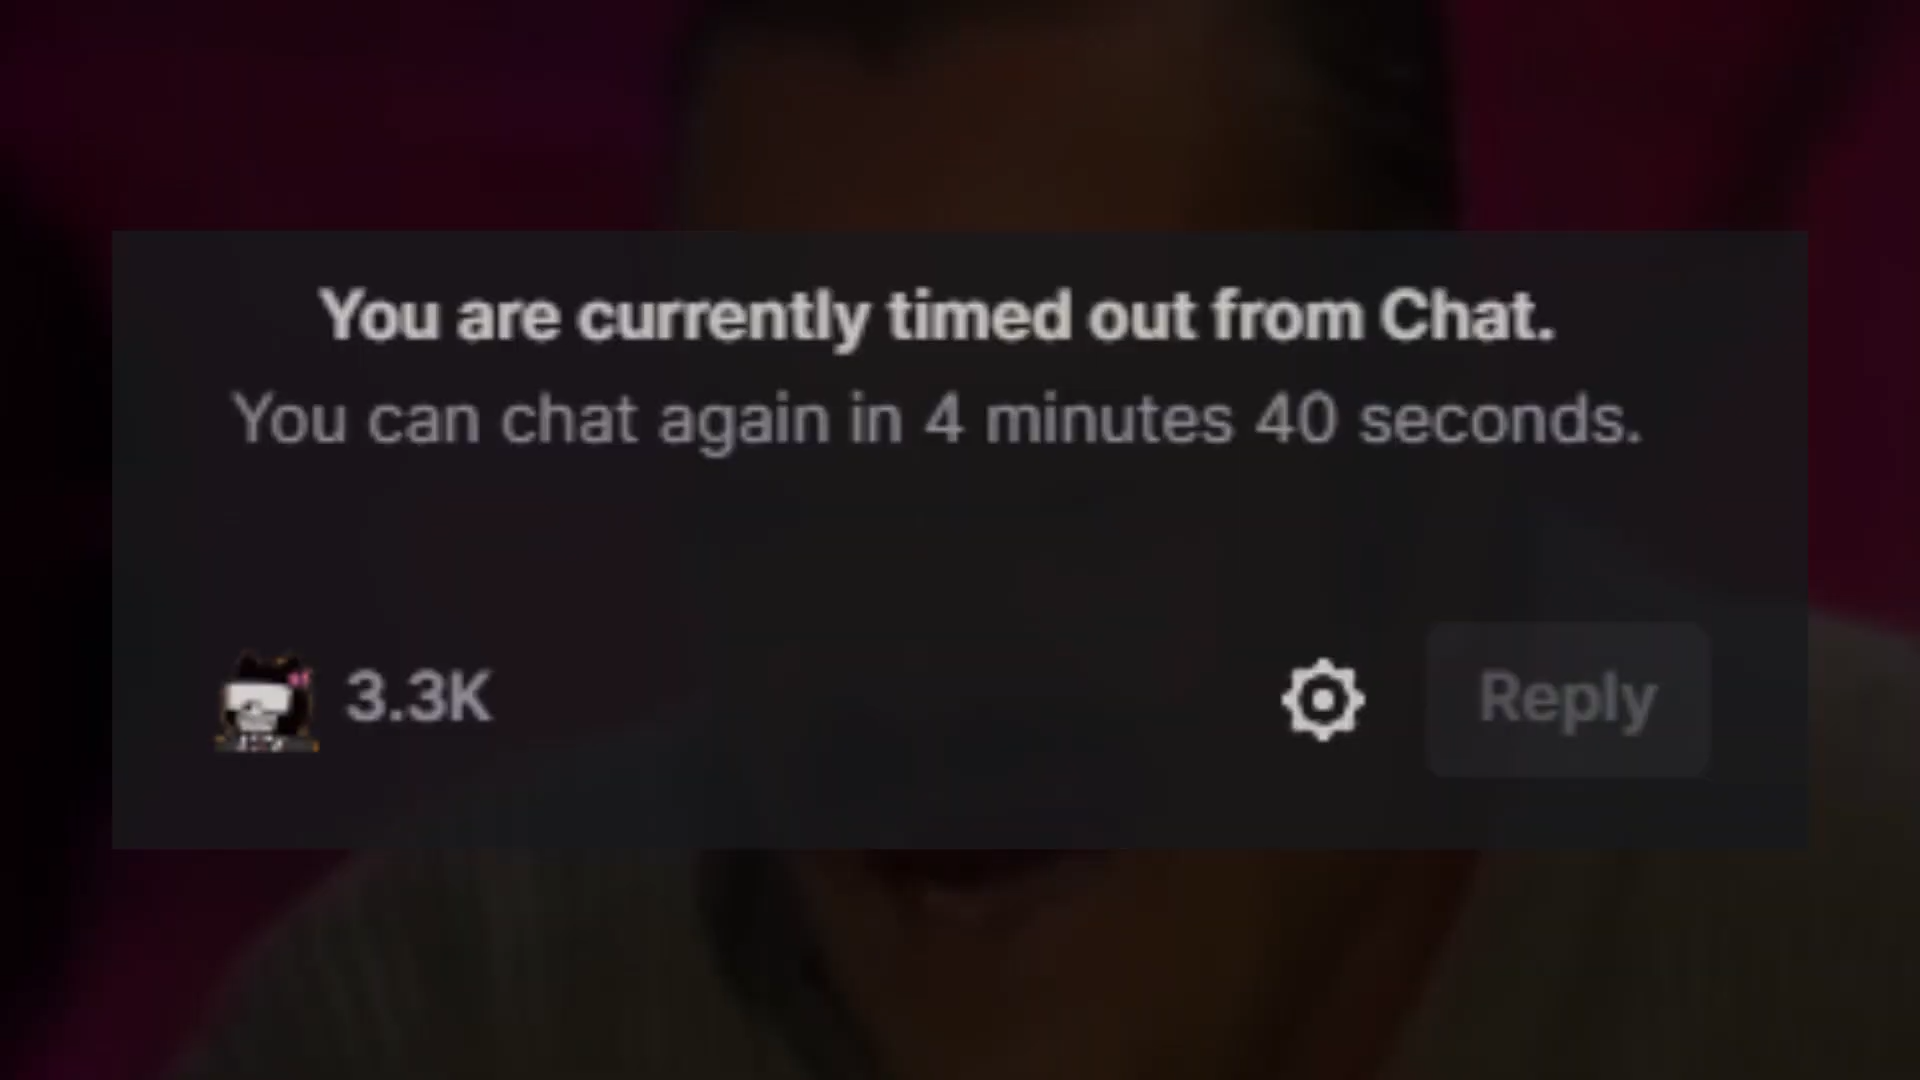 You are currently timed out from Chat.
You can chat again in 4 minutes 40 seconds.
3.3K
Reply